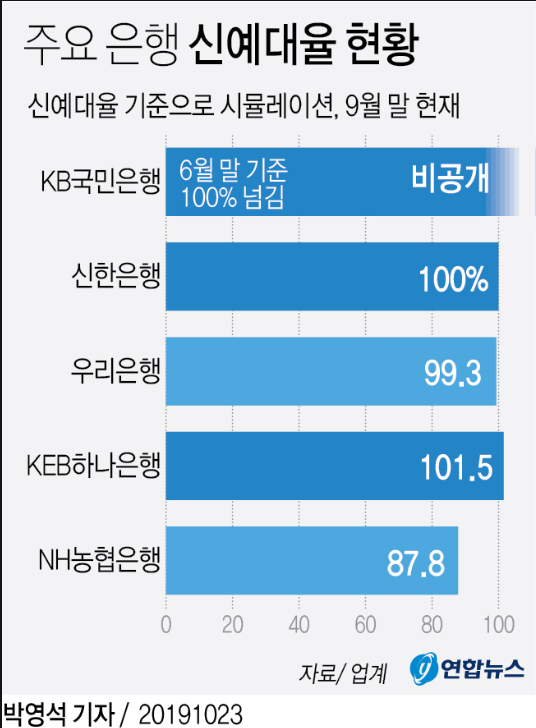 주요 은행 신예대율 현황
신예대율 기준으로 시뮬레이션, 9월 말 현재
KB국민은행
6월 말 기준
100% 넘김
비공개
신한은행
100%
우리은행
99.3
KEB하나은행
101.5
NH농협은행
87.8
0 20 40 60 80 100
자료/ 업계
y 연합뉴스
박영석 기자 / 20191023